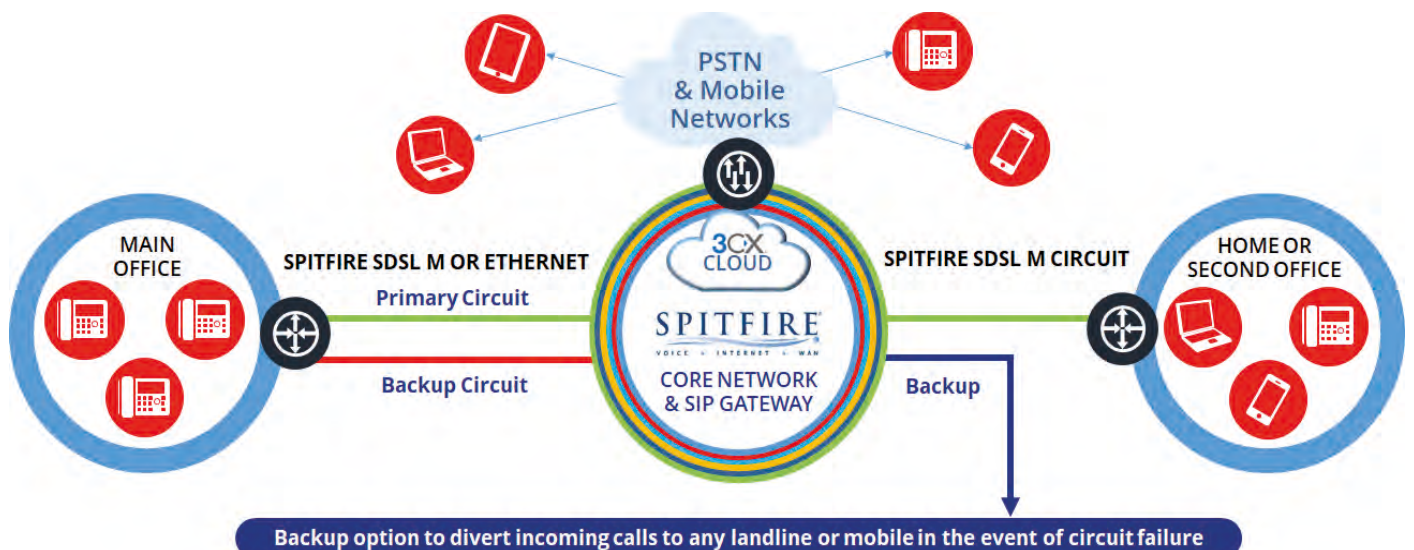 PSTN
& Mobile
Networks
MAIN
OFFICE
SPITFIRE SDSL M OR ETHERNET
Primary Circuit
Backup Circuit
3CX
CLOUD
SPITFIRE®
VOICE • INTERNET • WAN
CORE NETWORK
& SIP GATEWAY
SPITFIRE SDSL M CIRCUIT
Backup
HOME OR
SECOND OFFICE
Backup option to divert incoming calls to any landline or mobile in the event of circuit failure